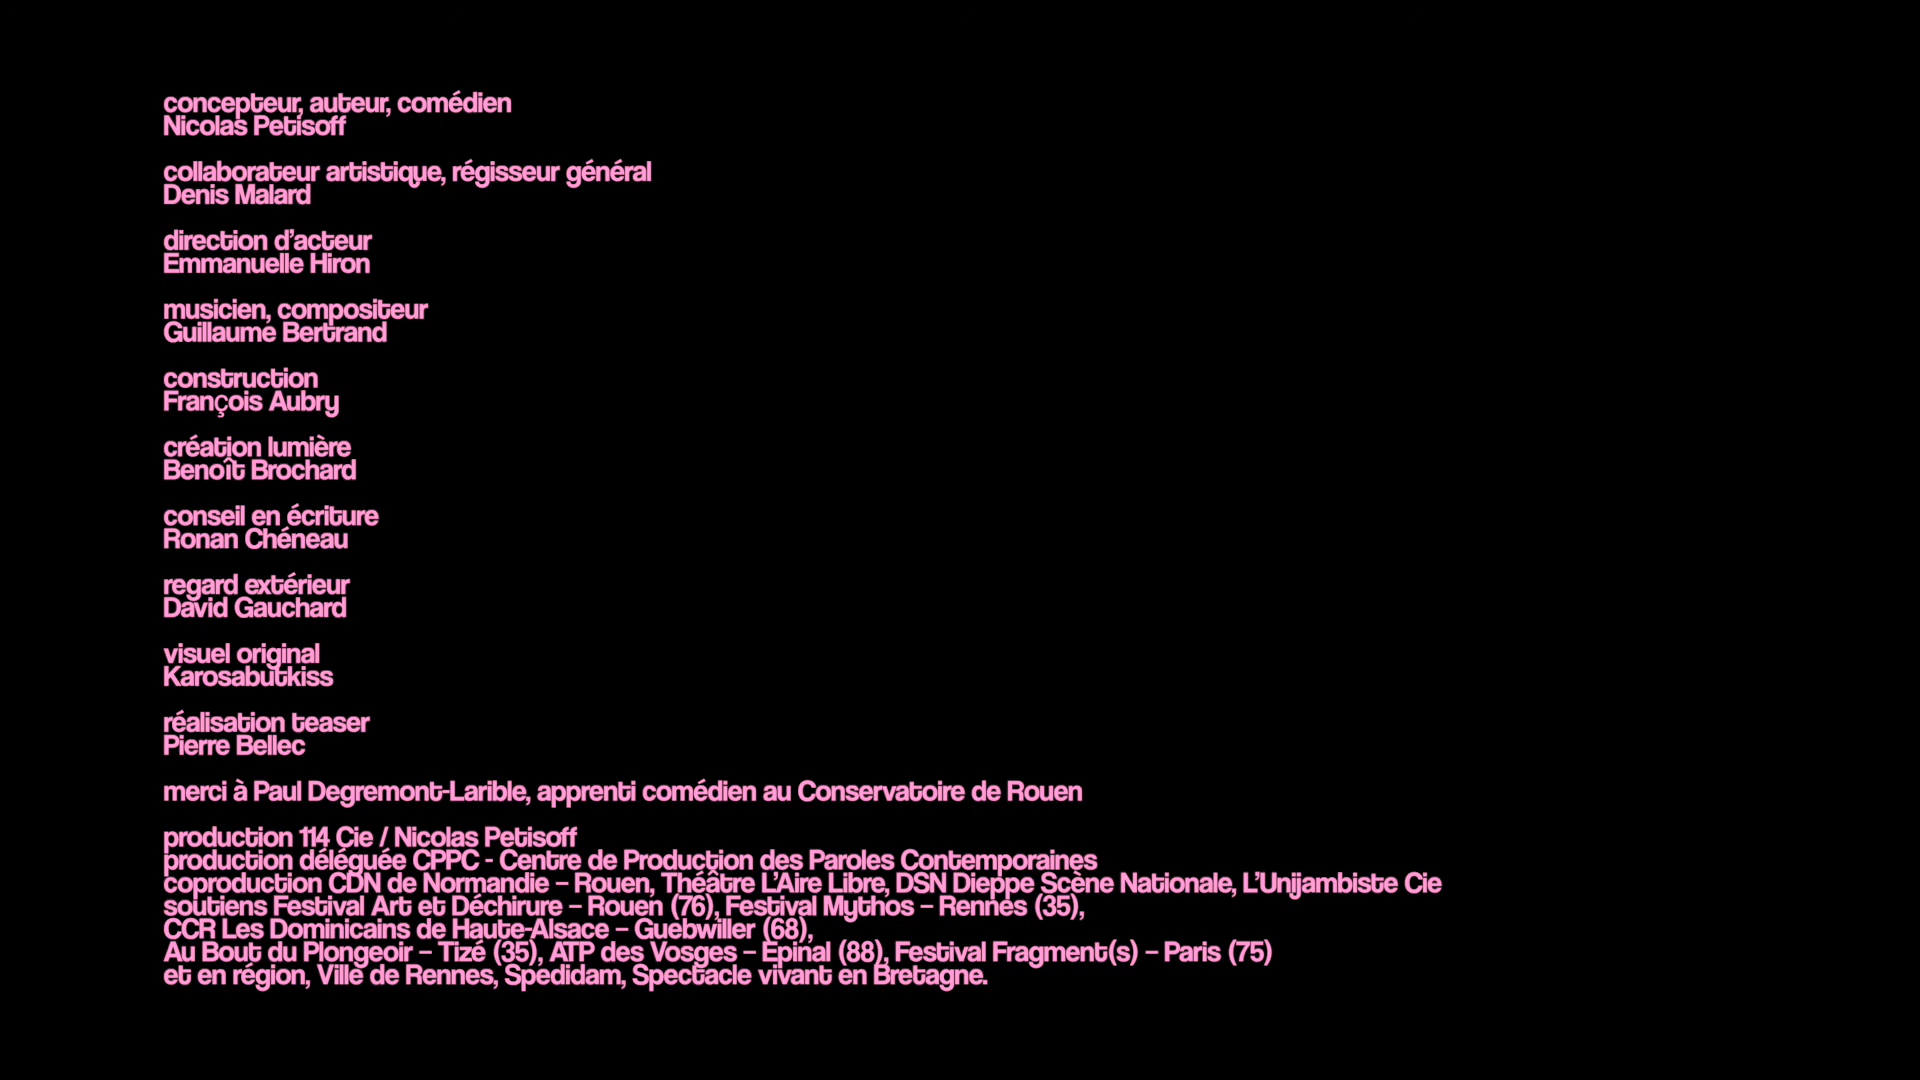 concepteur, auteur, comédien
Nicolas Petisoff
collaborateur artistique, régisseur général
Denis Malard
direction d’acteur
Emmanuelle Hiron
musicien, compositeur
Guillaume Bertrand
construction
François Aubry
création lumière
Benoît Brochard
conseil en écriture
Ronan Chéneau
regard extérieur
David Gauchard
visuel original
Karosabutkiss
réalisation teaser
Pierre Bellec
merci à Paul Degremont-Larible, apprenti comédien au Conservatoire de Rouen
production 114 Cie / Nicolas Petisoff
production déléguée CPPC - Centre de Production des Paroles Contemporaines
coproduction CDN de Normandie – Rouen, Théâtre L’Aire Libre, DSN Dieppe Scène Nationale, L’Unijambiste Cie
soutiens Festival Art et Déchirure – Rouen (76), Festival Mythos – Rennes (35),
CCR Les Dominicains de Haute-Alsace – Guebwiller (68),
Au Bout du Plongeoir – Tizé (35), ATP des Vosges – Epinal (88), Festival Fragment(s) – Paris (75)
et en région, Ville de Rennes, Spedidam, Spectacle vivant en Bretagne.